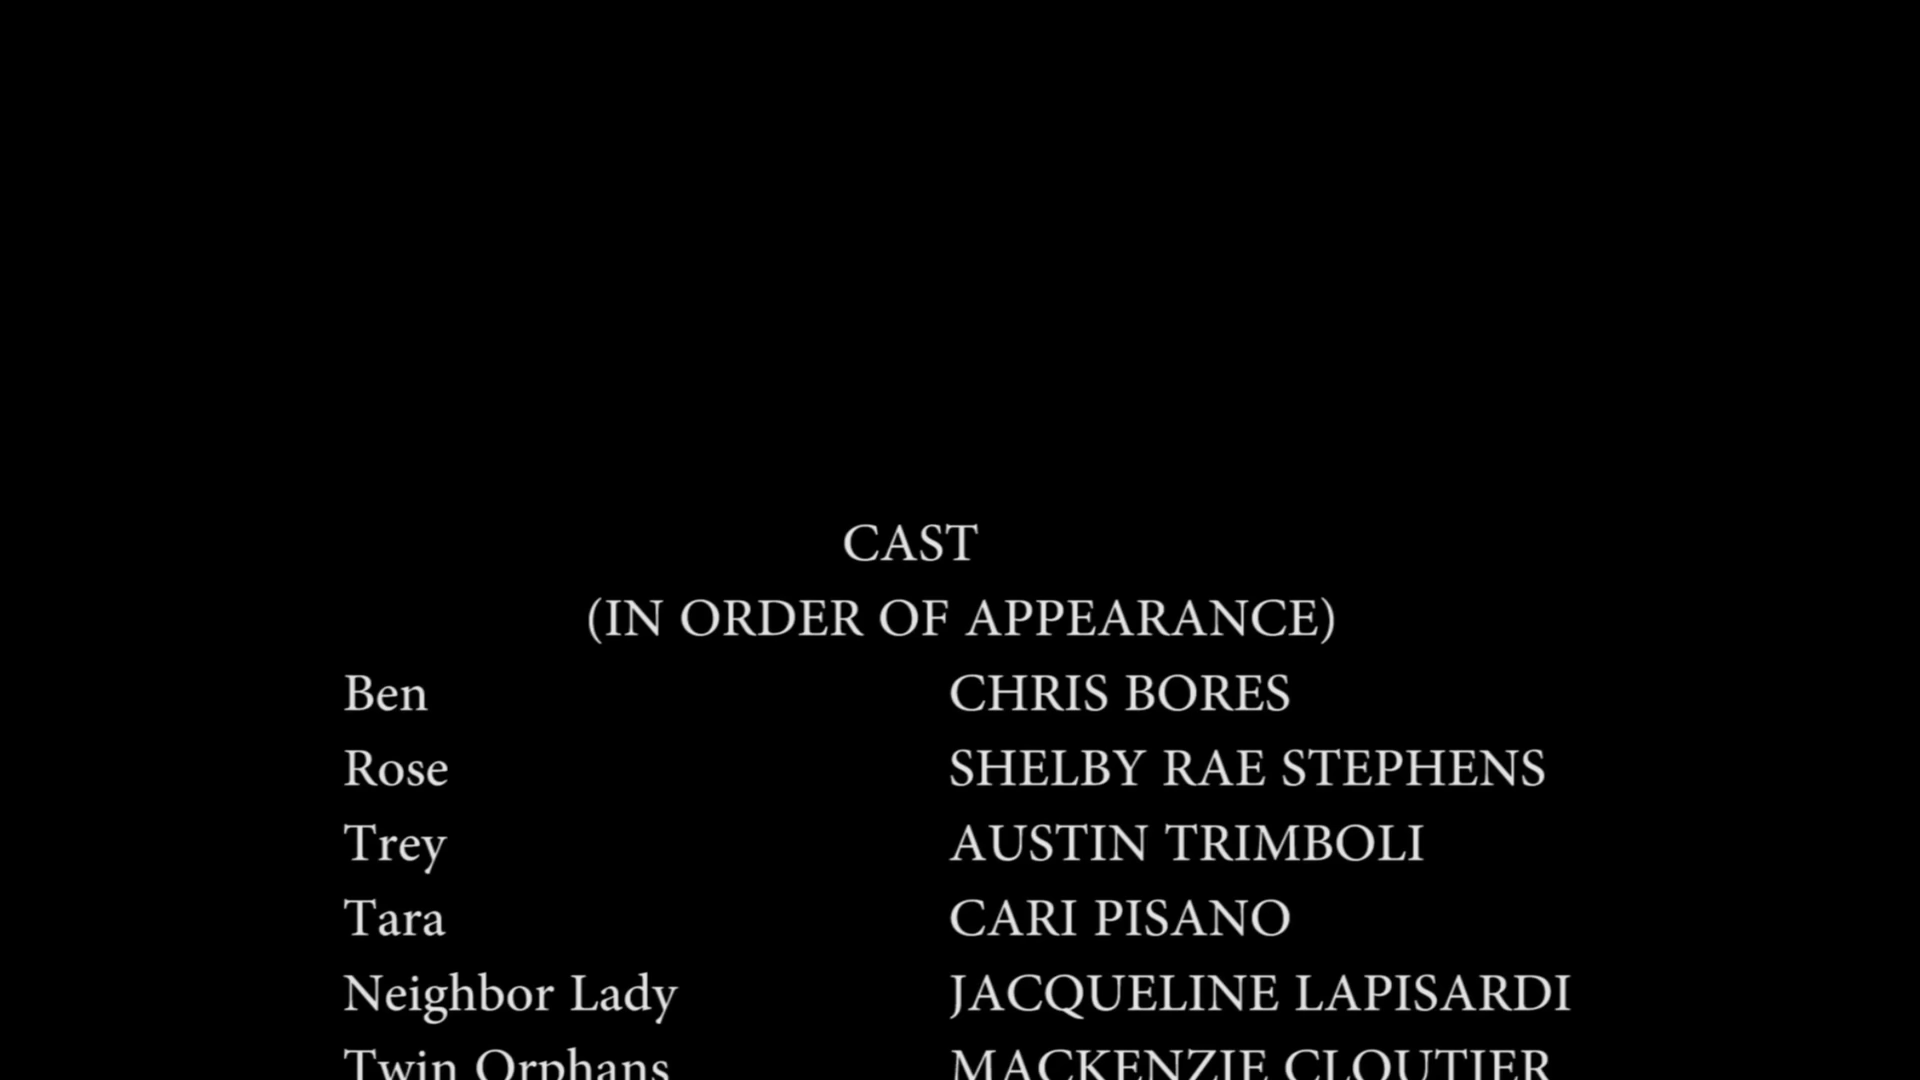 CAST
(IN ORDER OF APPEARANCE)
Ben CHRIS BORES
Rose SHELBY RAE STEPHENS
Trey AUSTIN TRIMBOLI
Tara CARI PISANO
Neighbor Lady JACQUELINE LAPISARDI
Twin Orphans MACKENZIE CLOUTIER